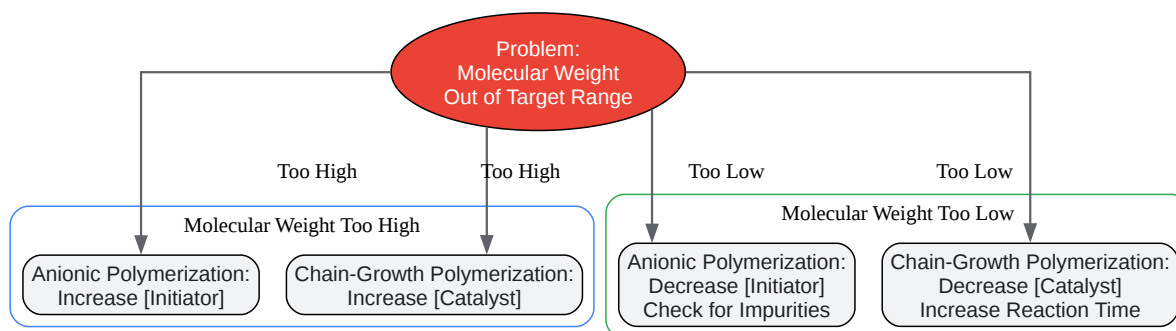 Problem:
Molecular Weight
Out of Target Range
Too High
Too High
Too Low
Too Low
Molecular Weight Too High
Molecular Weight Too Low
Anionic Polymerization:
Increase [Initiator]
Chain-Growth Polymerization:
Increase [Catalyst]
Anionic Polymerization:
Decrease [Initiator]
Check for Impurities
Chain-Growth Polymerization:
Decrease [Catalyst]
Increase Reaction Time